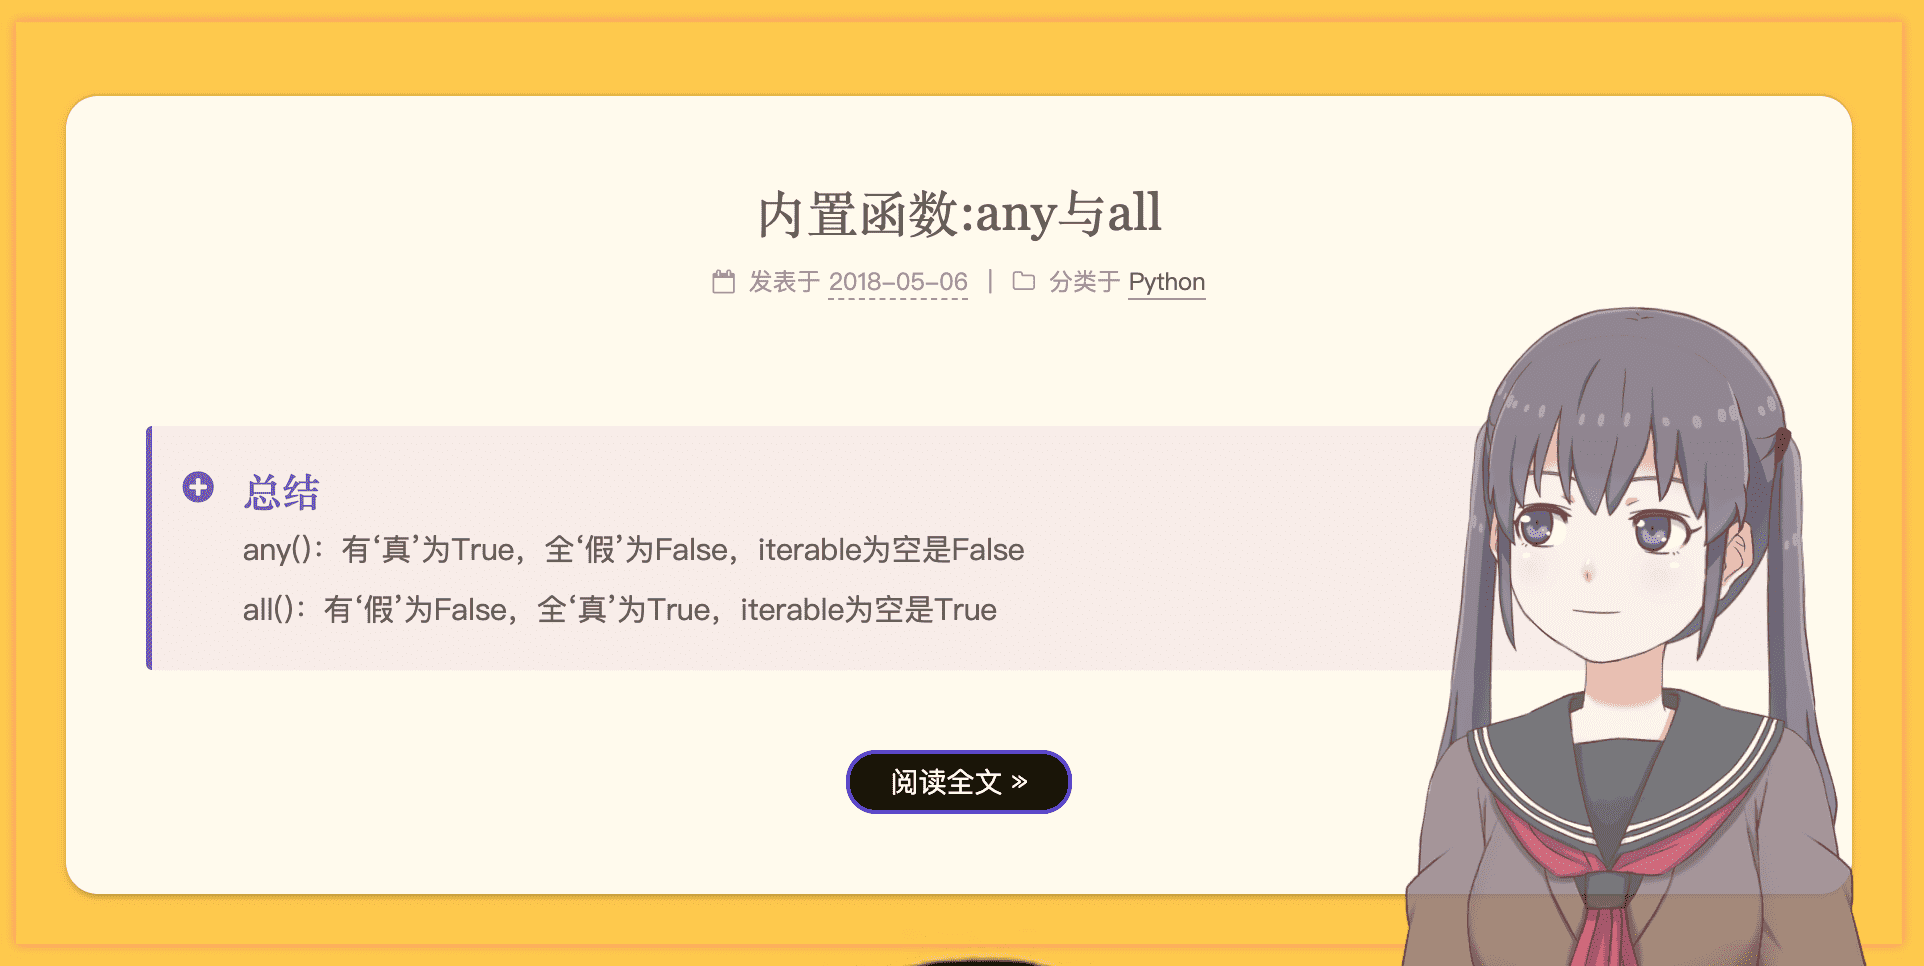 内置函数:any与all
发表于 2018-05-06 | 分类于 Python
总结
any()：有‘真’为True，全‘假’为False，iterable为空是False
all()：有‘假’为False，全‘真’为True，iterable为空是True
阅读全文 »